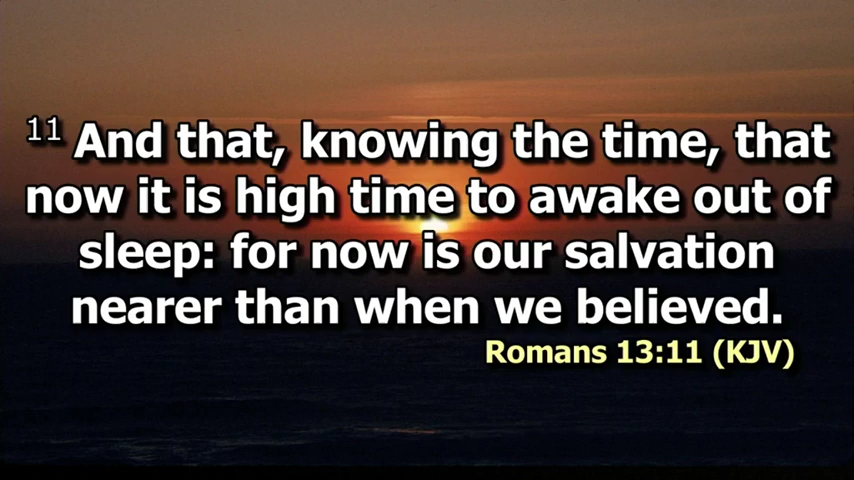 11 And that, knowing the time, that
now it is high time to awake out of
sleep: for now is our salvation
nearer than when we believed.
Romans 13:11 (KJV)